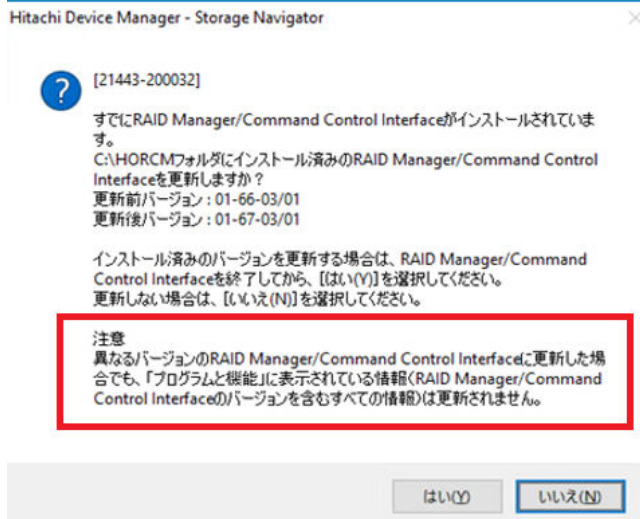 Hitachi Device Manager - Storage Navigator
[21443-200032]
すでにRAID Manager/Command Control Interfaceがインストールされていま
す。
C:\HORCMフォルダにインストール済みのRAID Manager/Command Control
Interfaceを更新しますか?
更新前バージョン : 01-66-03/01
更新後バージョン : 01-67-03/01
インストール済みのバージョンを更新する場合は、RAID Manager/Command
Control Interfaceを終了してから、[はい(Y)]を選択してください。
更新しない場合は、[いいえ(N)]を選択してください。
注意
異なるバージョンのRAID Manager/Command Control Interfaceに更新した場
合でも、「プログラムと機能」に表示されている情報(RAID Manager/Command
Control Interfaceのバージョンを含むすべての情報)は更新されません。
はい(Y)
いいえ(N)